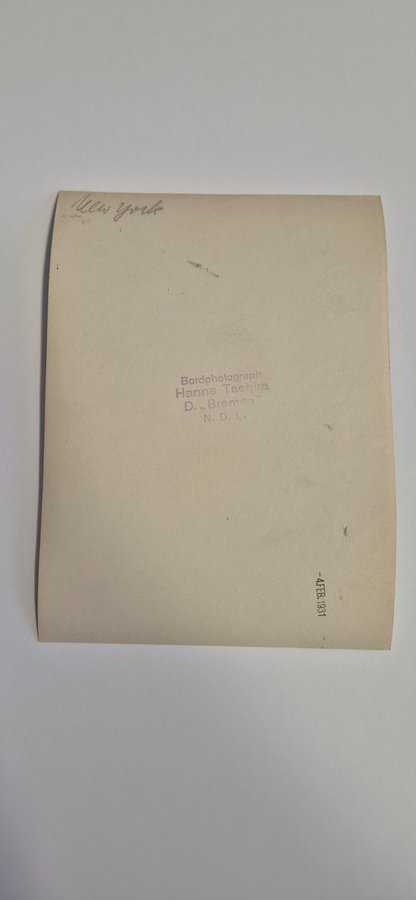 New York
Bordphotograph
Hanns Tschira
D. „Bremen“
N. D. L.
-4.FEB.1931